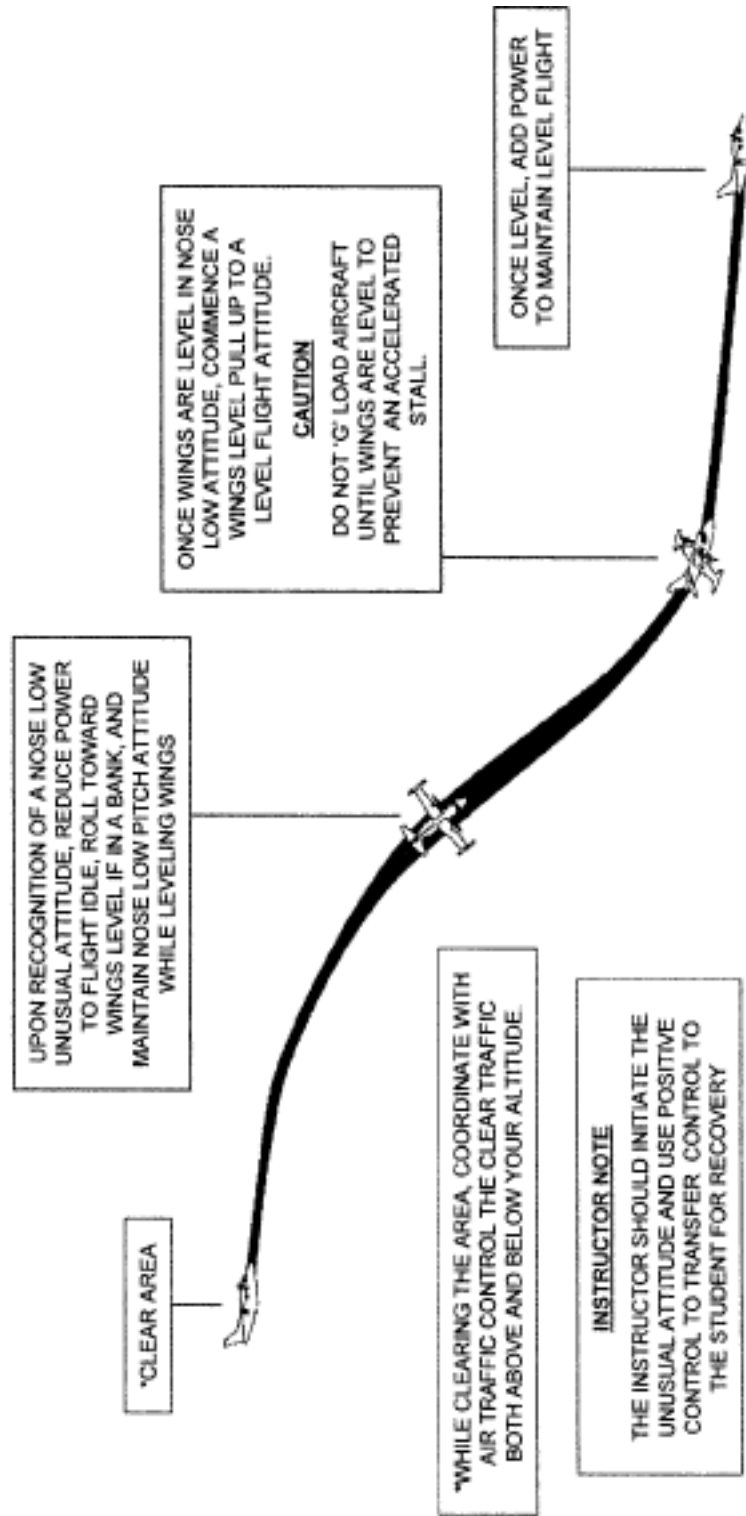 *CLEAR AREA
UPON RECOGNITION OF A NOSE LOW
UNUSUAL ATTITUDE, REDUCE POWER
TO FLIGHT IDLE, ROLL TOWARD
WINGS LEVEL IF IN A BANK, AND
MAINTAIN NOSE LOW PITCH ATTITUDE
WHILE LEVELING WINGS
ONCE WINGS ARE LEVEL IN NOSE
LOW ATTITUDE, COMMENCE A
WINGS LEVEL PULL UP TO A
LEVEL FLIGHT ATTITUDE.
CAUTION
DO NOT 'G' LOAD AIRCRAFT
UNTIL WINGS ARE LEVEL TO
PREVENT AN ACCELERATED
STALL.
ONCE LEVEL, ADD POWER
TO MAINTAIN LEVEL FLIGHT
*WHILE CLEARING THE AREA, COORDINATE WITH
AIR TRAFFIC CONTROL THE CLEAR TRAFFIC
BOTH ABOVE AND BELOW YOUR ALTITUDE.
INSTRUCTOR NOTE
THE INSTRUCTOR SHOULD INITIATE THE
UNUSUAL ATTITUDE AND USE POSITIVE
CONTROL TO TRANSFER CONTROL TO
THE STUDENT FOR RECOVERY